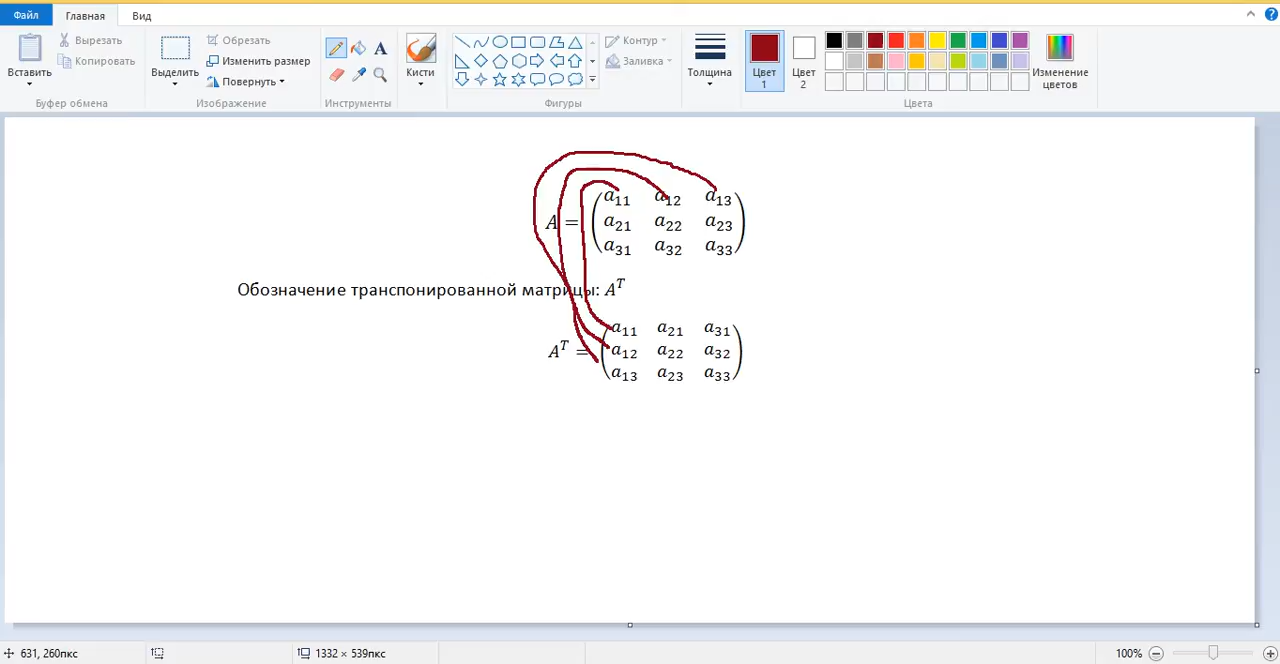 Файл Главная Вид
Вставить Вырезать Копировать Буфер обмена
Выделить Обрезать Изменить размер Повернуть Изображение
Инструменты
Кисти
Контур Заливка Фигуры
Толщина
Цвет 1
Цвет 2
Изменение цветов
Цвета
a₁₁ a₁₂ a₁₃
A = a₂₁ a₂₂ a₂₃
a₃₁ a₃₂ a₃₃
Обозначение транспонированной матрицы: Aᵀ
a₁₁ a₂₁ a₃₁
Aᵀ = a₁₂ a₂₂ a₃₂
a₁₃ a₂₃ a₃₃
631, 260пкс 1332 × 539пкс 100%